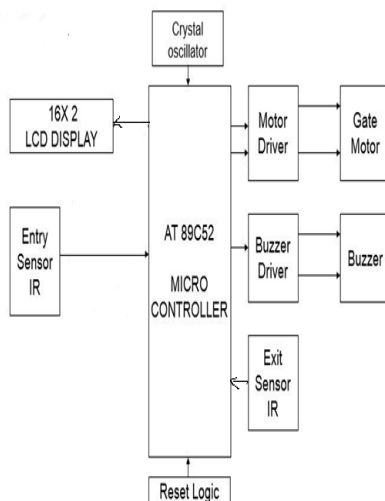 Crystal
oscillator
16X 2
LCD DISPLAY
Motor
Driver
Gate
Motor
Entry
Sensor
IR
AT 89C52
MICRO
CONTROLLER
Buzzer
Driver
Buzzer
Exit
Sensor
IR
Reset Logic